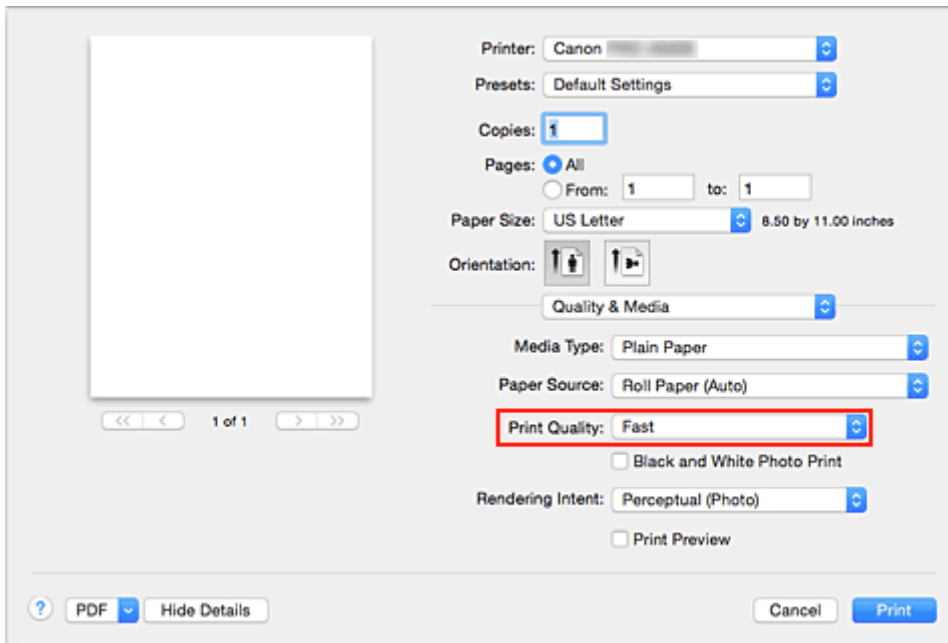 Printer: Canon
Presets: Default Settings
Copies: 1
Pages: All
From: 1 to: 1
Paper Size: US Letter 8.50 by 11.00 inches
Orientation:
Quality & Media
Media Type: Plain Paper
Paper Source: Roll Paper (Auto)
<< < 1 of 1 > >>
Print Quality: Fast
Black and White Photo Print
Rendering Intent: Perceptual (Photo)
Print Preview
? PDF Hide Details Cancel Print